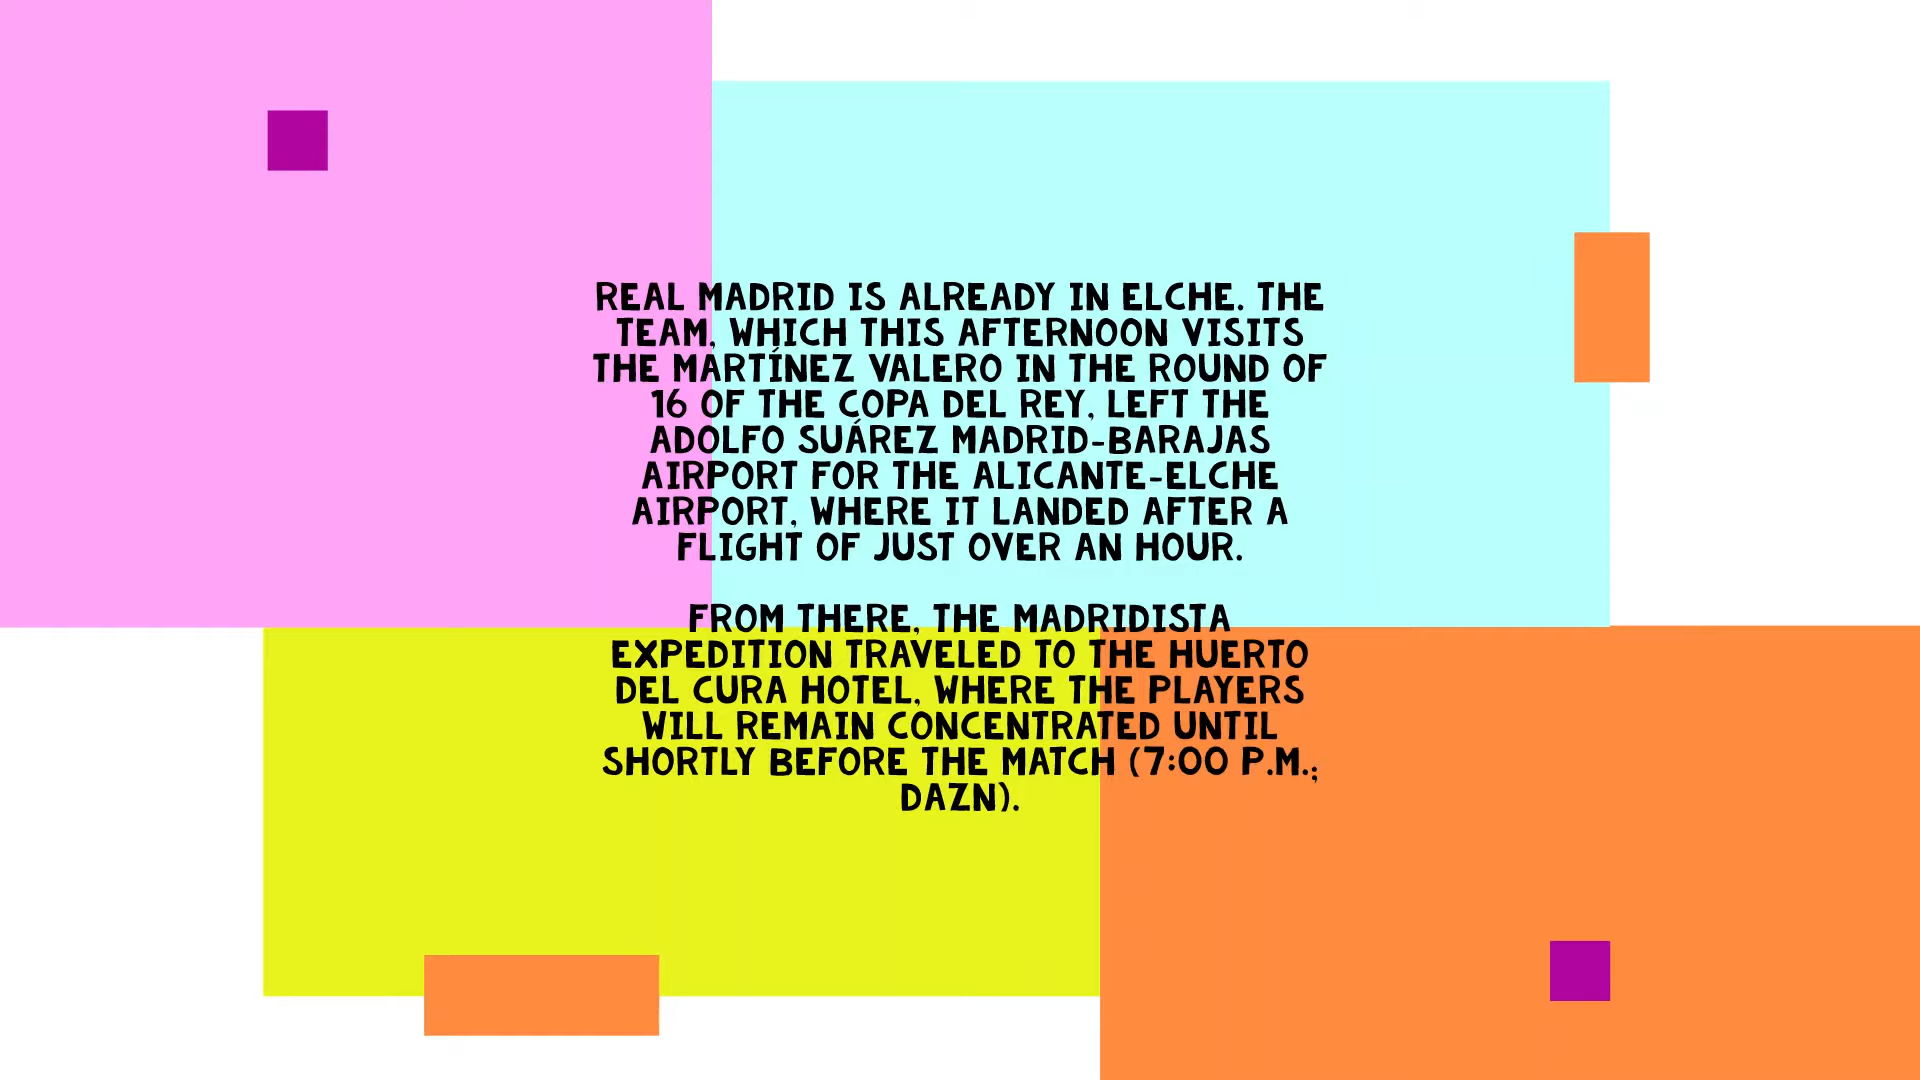 REAL MADRID IS ALREADY IN ELCHE. THE
TEAM, WHICH THIS AFTERNOON VISITS
THE MARTÍNEZ VALERO IN THE ROUND OF
16 OF THE COPA DEL REY, LEFT THE
ADOLFO SUÁREZ MADRID-BARAJAS
AIRPORT FOR THE ALICANTE-ELCHE
AIRPORT, WHERE IT LANDED AFTER A
FLIGHT OF JUST OVER AN HOUR.
FROM THERE, THE MADRIDISTA
EXPEDITION TRAVELED TO THE HUERTO
DEL CURA HOTEL, WHERE THE PLAYERS
WILL REMAIN CONCENTRATED UNTIL
SHORTLY BEFORE THE MATCH (7:00 P.M.;
DAZN).